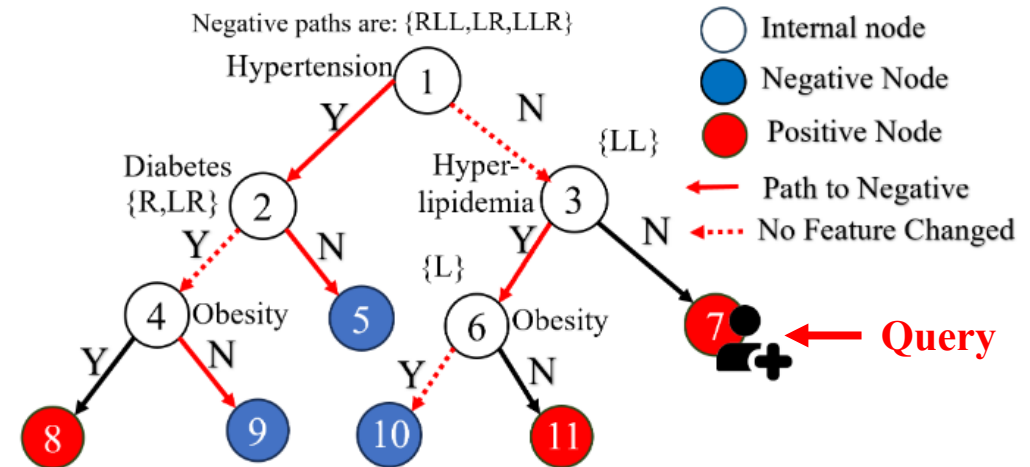 Negative paths are: {RLL,LR,LLR}
Hypertension
1
Y
N
Diabetes
{R,LR}
2
Hyper-
lipidemia
3
{LL}
Y
N
Y
N
4
Obesity
5
{L}
6
Obesity
7
Query
Y
N
Y
N
8
9
10
11
Internal node
Negative Node
Positive Node
Path to Negative
No Feature Changed